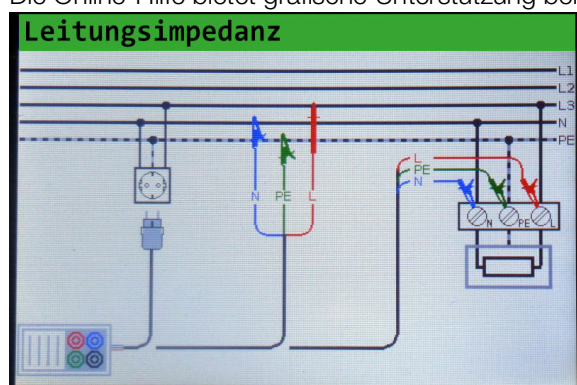 Die Online-Hilfe bietet grafische Unterstützung bei
Leitungsimpedanz
L1
L2
L3
N
PE
N PE L
L
PE
N
N PE L